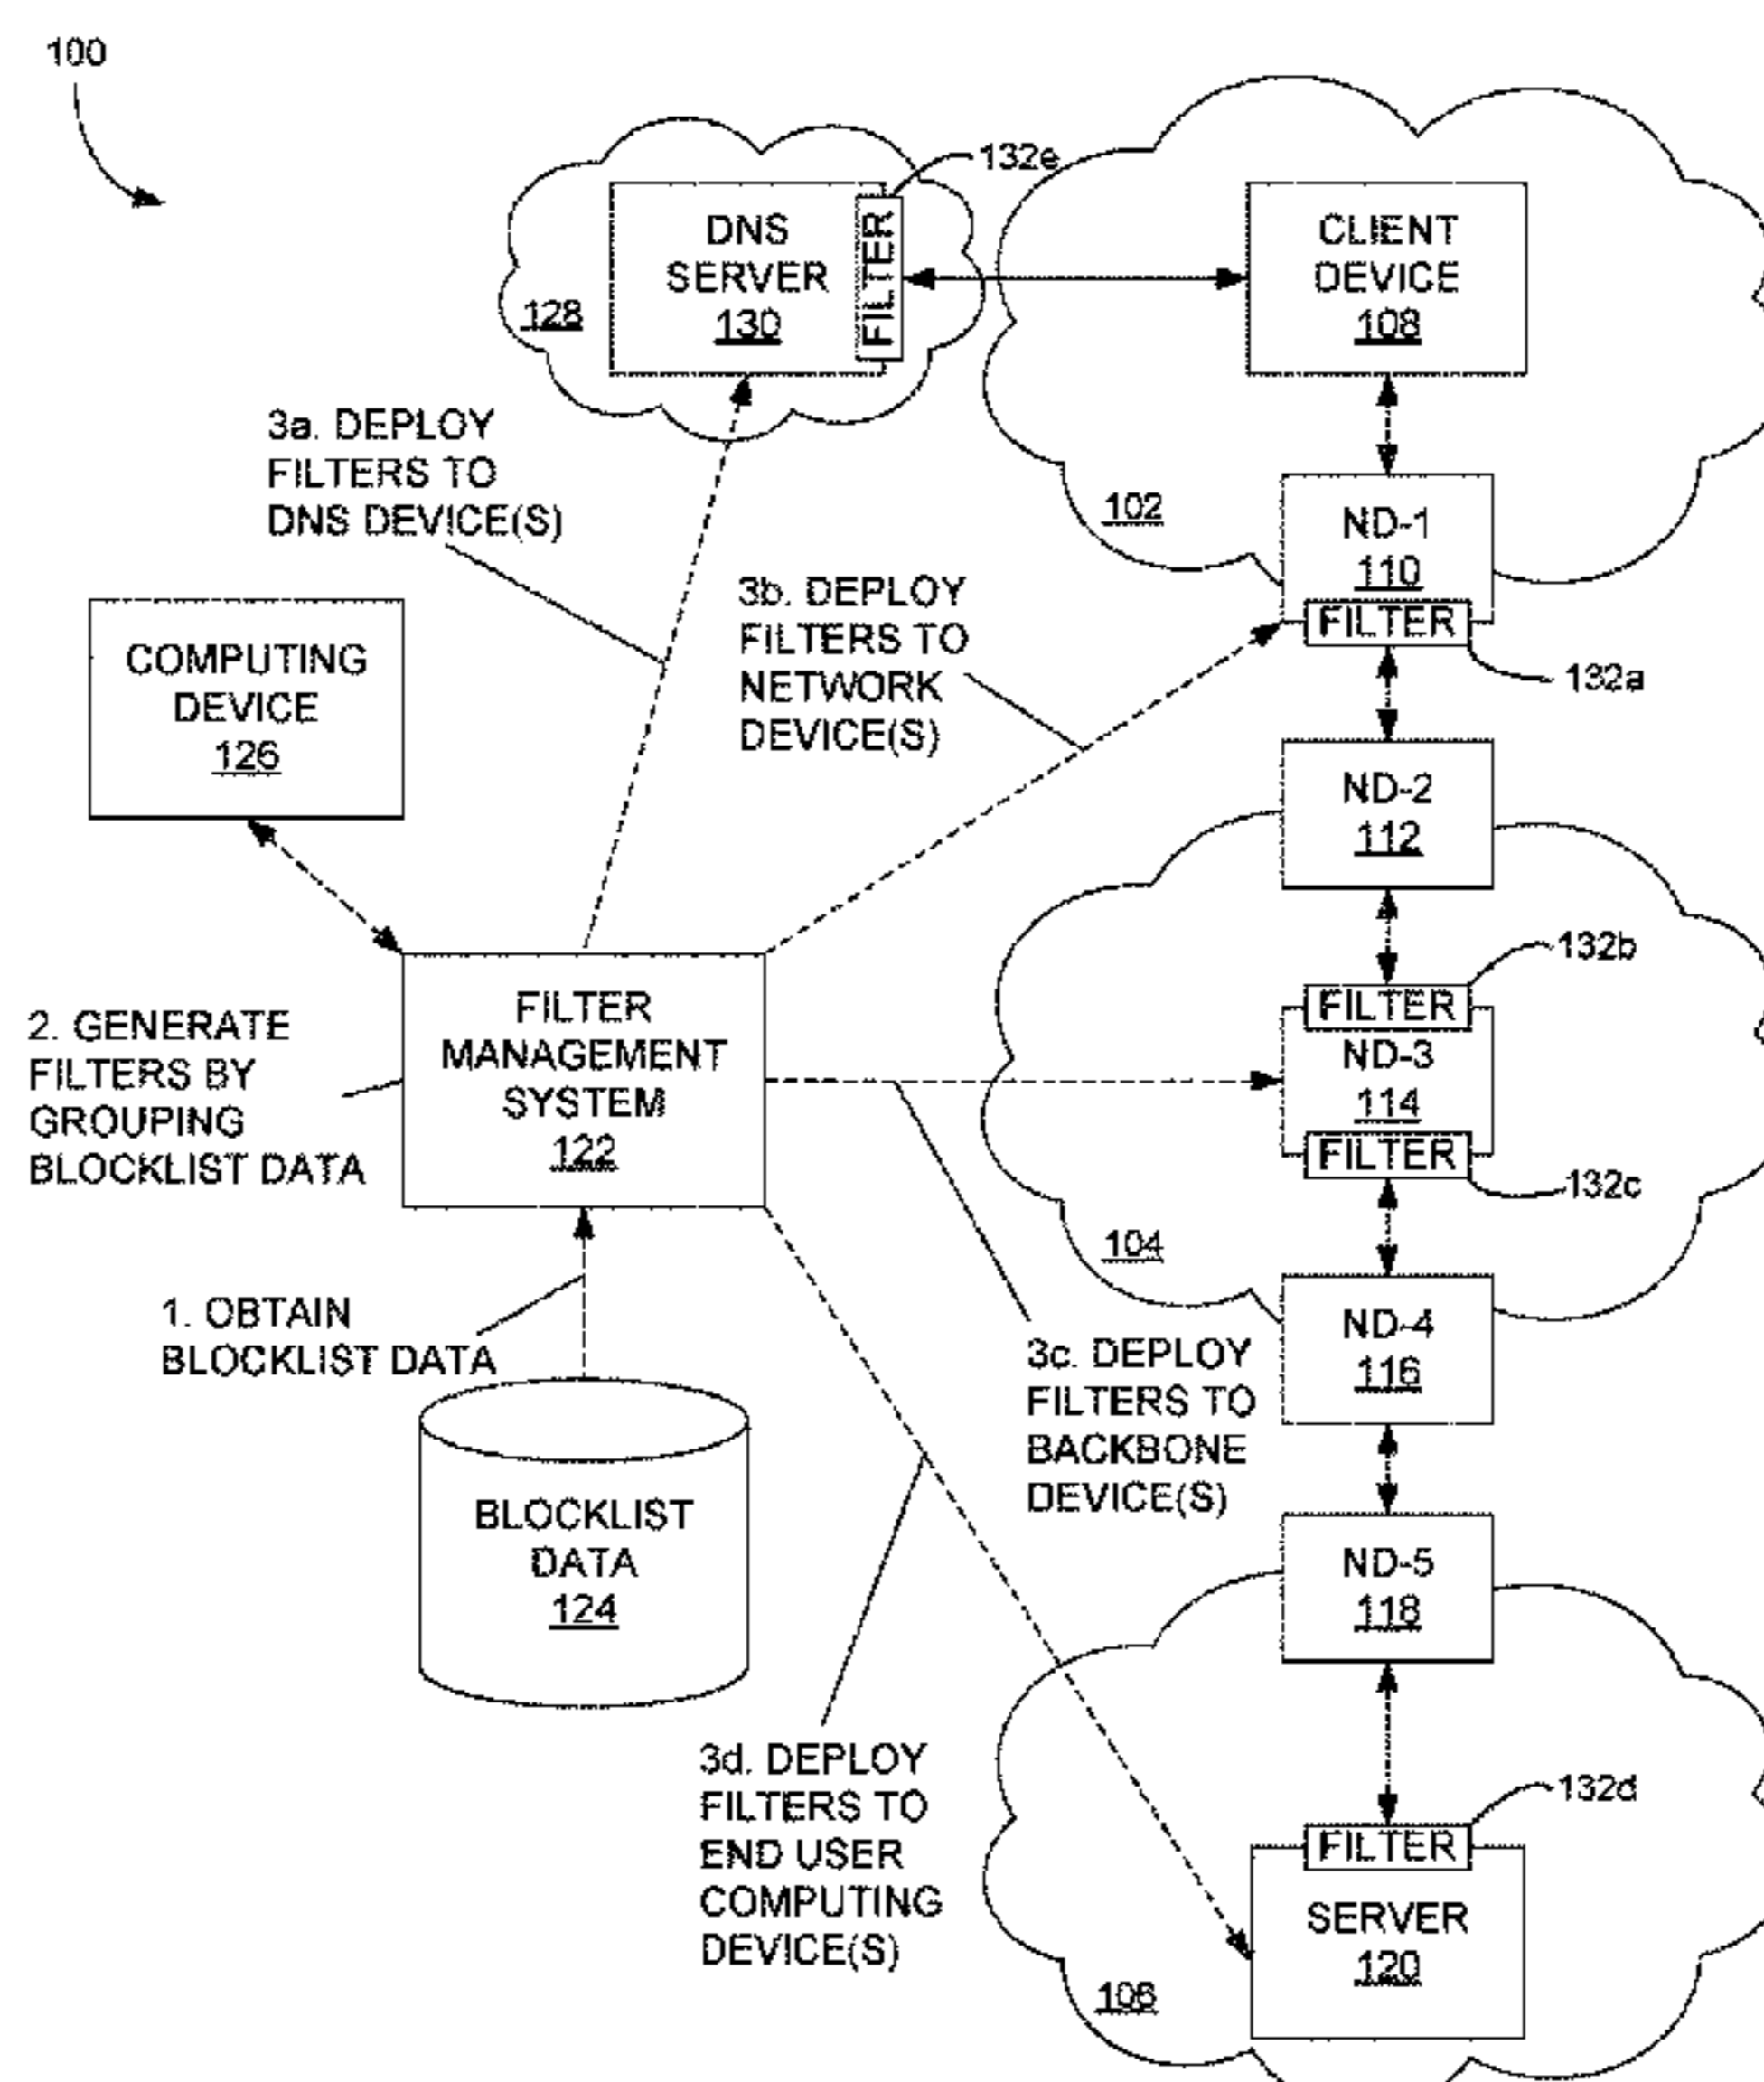 100
132e
DNS
SERVER
130
FILTER
128
CLIENT
DEVICE
108
3a. DEPLOY
FILTERS TO
DNS DEVICE(S)
102
ND-1
110
FILTER
132a
3b. DEPLOY
FILTERS TO
NETWORK
DEVICE(S)
COMPUTING
DEVICE
126
ND-2
112
132b
FILTER
ND-3
114
FILTER
132c
104
FILTER
MANAGEMENT
SYSTEM
122
2. GENERATE
FILTERS BY
GROUPING
BLOCKLIST DATA
1. OBTAIN
BLOCKLIST DATA
ND-4
116
3c. DEPLOY
FILTERS TO
BACKBONE
DEVICE(S)
BLOCKLIST
DATA
124
ND-5
118
3d. DEPLOY
FILTERS TO
END USER
COMPUTING
DEVICE(S)
132d
FILTER
SERVER
120
106